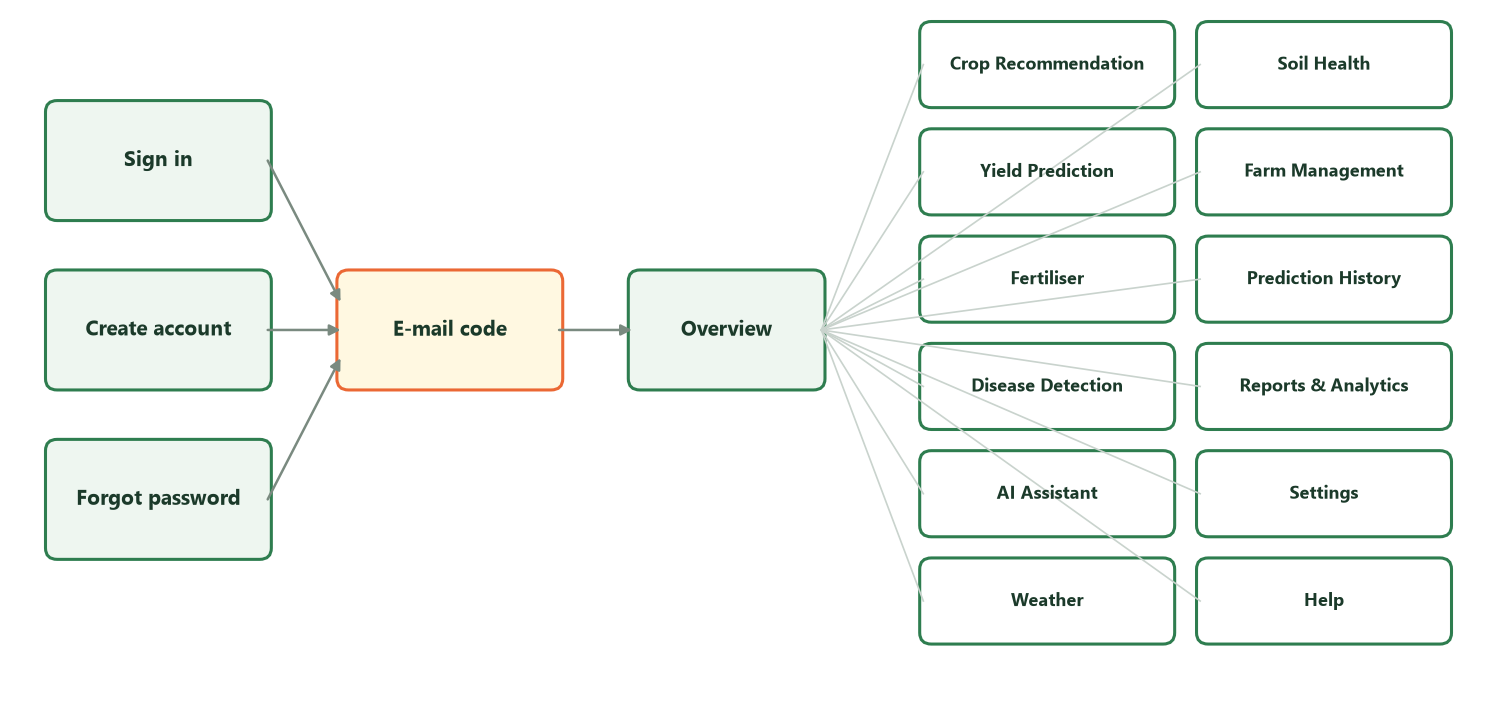 Sign in
Create account
Forgot password
E-mail code
Overview
Crop Recommendation
Soil Health
Yield Prediction
Farm Management
Fertiliser
Prediction History
Disease Detection
Reports & Analytics
AI Assistant
Settings
Weather
Help